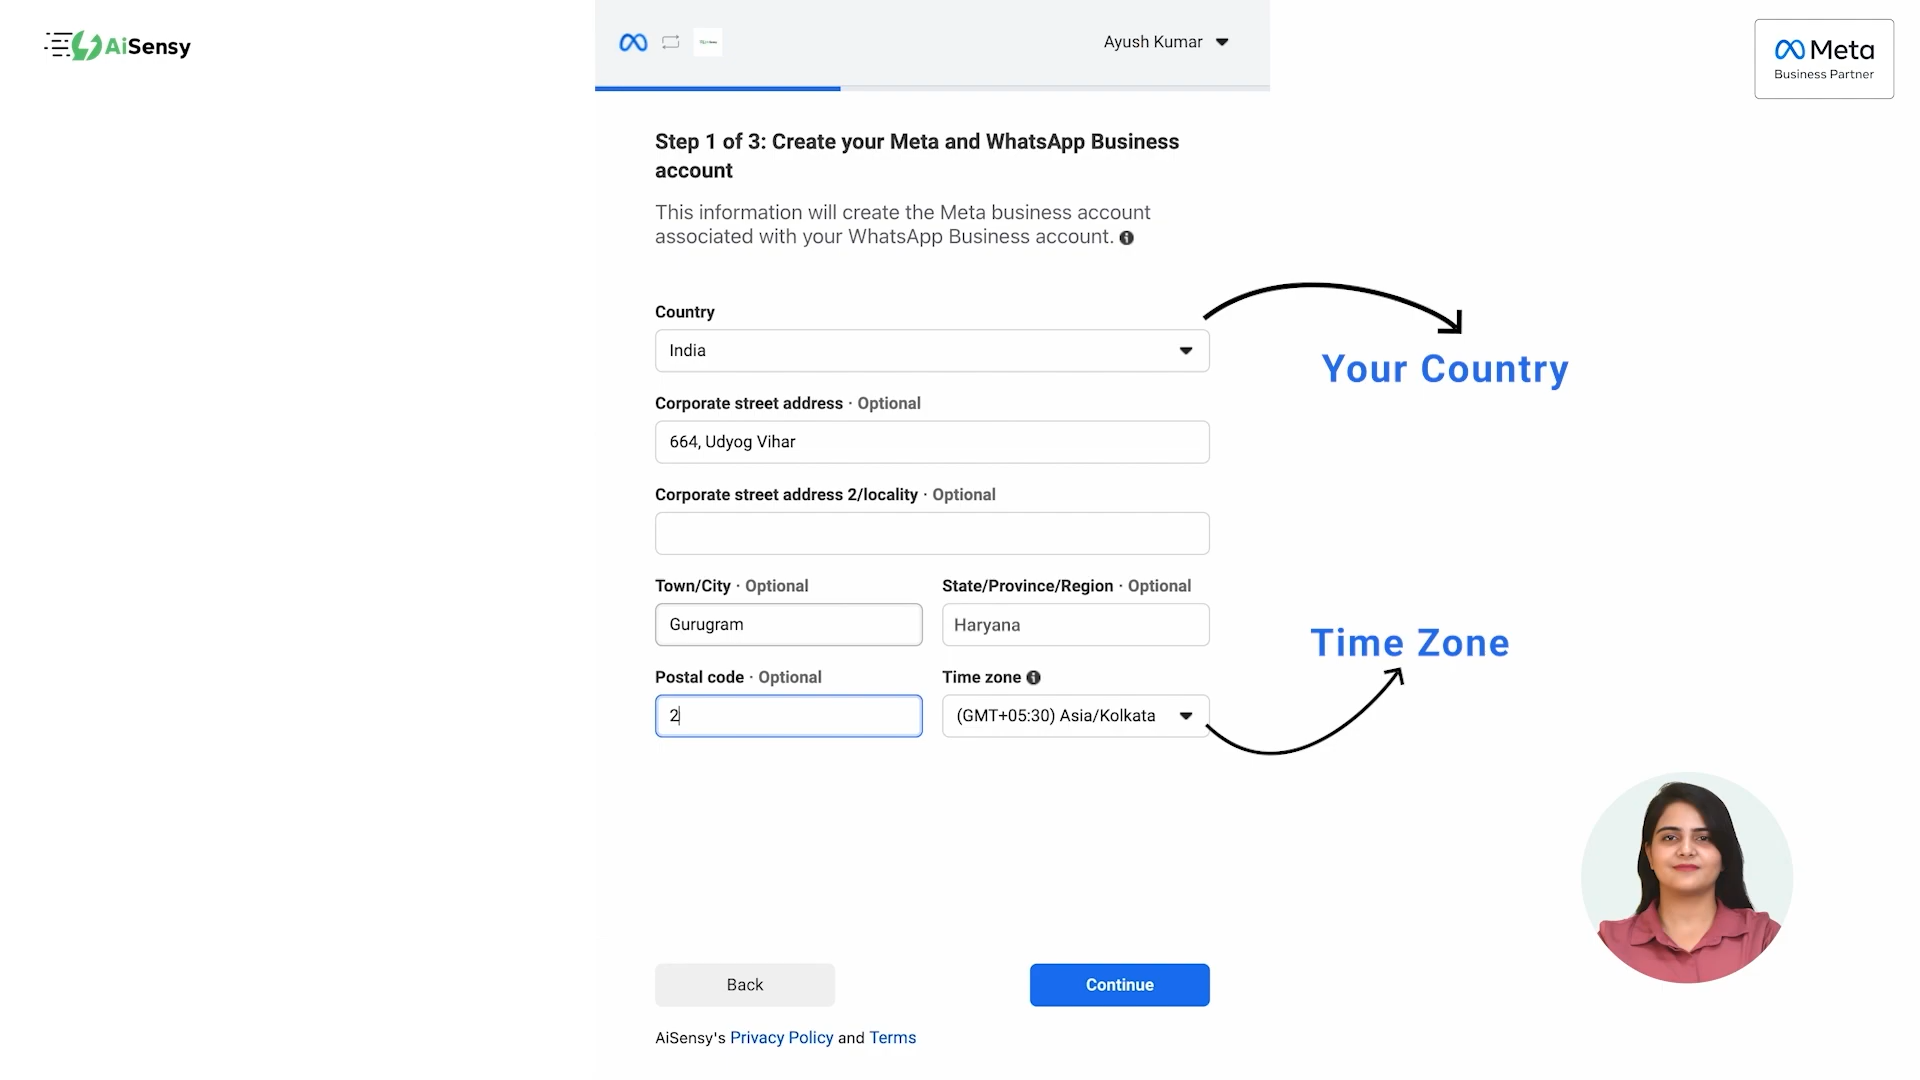 AiSensy
Ayush Kumar
Meta
Business Partner
Step 1 of 3: Create your Meta and WhatsApp Business
account
This information will create the Meta business account
associated with your WhatsApp Business account.
Country
India
Your Country
Corporate street address · Optional
664, Udyog Vihar
Corporate street address 2/locality · Optional
Town/City · Optional
State/Province/Region · Optional
Gurugram
Haryana
Time Zone
Postal code · Optional
Time zone
2
(GMT+05:30) Asia/Kolkata
Back
Continue
AiSensy's Privacy Policy and Terms